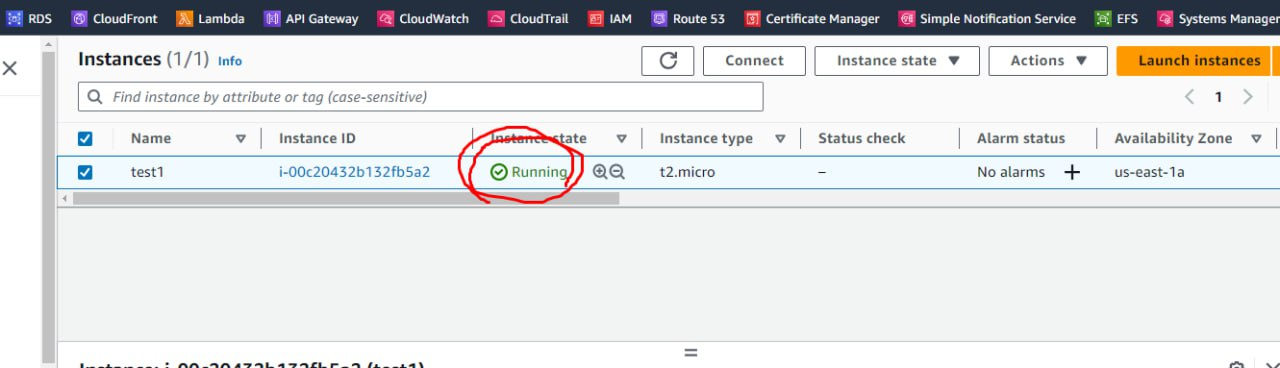 RDS CloudFront Lambda API Gateway CloudWatch CloudTrail IAM Route 53 Certificate Manager Simple Notification Service EFS Systems Manager
Instances (1/1) Info Connect Instance state Actions Launch instances
Find instance by attribute or tag (case-sensitive) 1
Name Instance ID Instance state Instance type Status check Alarm status Availability Zone
test1 i-00c20432b132fb5a2 Running t2.micro – No alarms + us-east-1a
Instance: i-00c20432b132fb5a2 (test1)